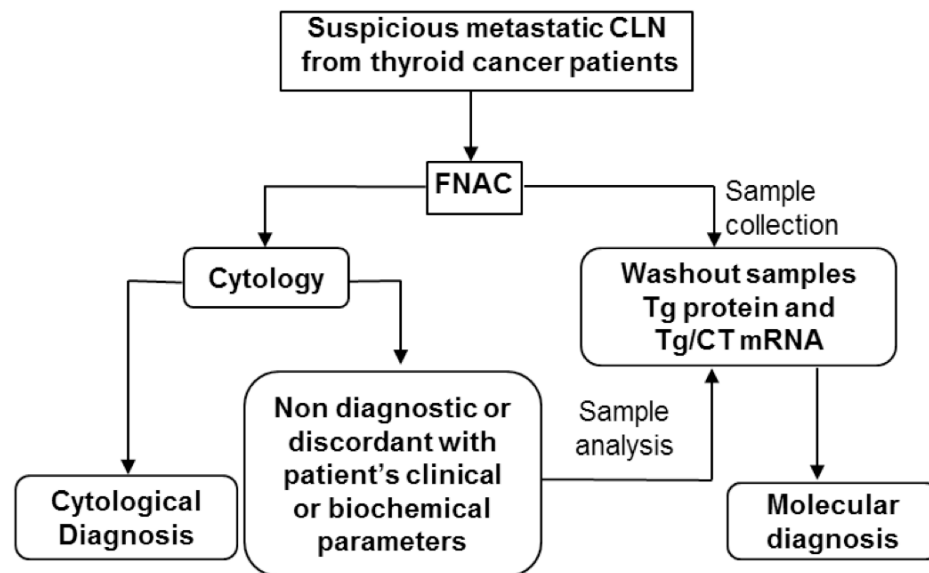 Suspicious metastatic CLN
from thyroid cancer patients
FNAC
Sample
collection
Cytology
Washout samples
Tg protein and
Tg/CT mRNA
Non diagnostic or
discordant with
patient's clinical
or biochemical
parameters
Sample
analysis
Cytological
Diagnosis
Molecular
diagnosis